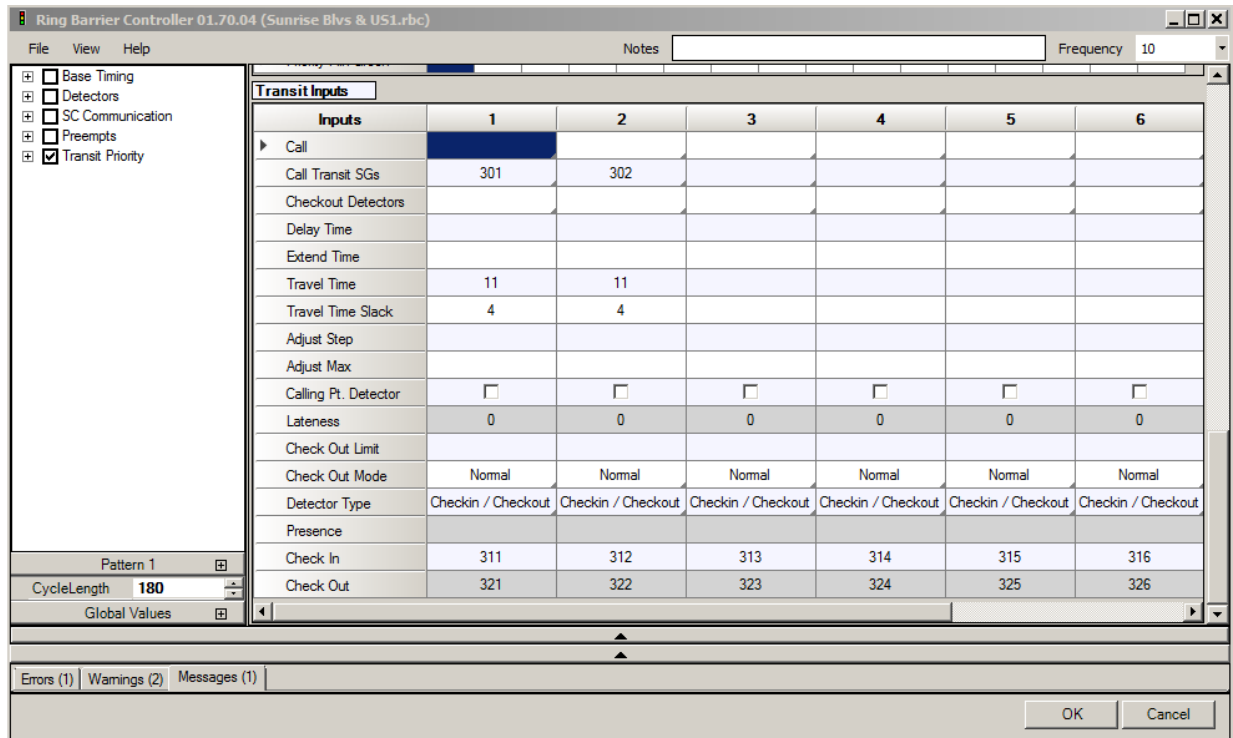 Ring Barrier Controller 01.70.04 (Sunrise Blvs & US1.rbc)
File View Help Notes Frequency 10
Base Timing
Detectors
SC Communication
Preempts
Transit Priority
Transit Inputs
Inputs 1 2 3 4 5 6
Call
Call Transit SGs 301 302
Checkout Detectors
Delay Time
Extend Time
Travel Time 11 11
Travel Time Slack 4 4
Adjust Step
Adjust Max
Calling Pt. Detector
Lateness 0 0 0 0 0 0
Check Out Limit
Check Out Mode Normal Normal Normal Normal Normal Normal
Detector Type Checkin / Checkout Checkin / Checkout Checkin / Checkout Checkin / Checkout Checkin / Checkout Checkin / Checkout
Presence
Check In 311 312 313 314 315 316
Check Out 321 322 323 324 325 326
Pattern 1
CycleLength 180
Global Values
Errors (1) Warnings (2) Messages (1)
OK Cancel